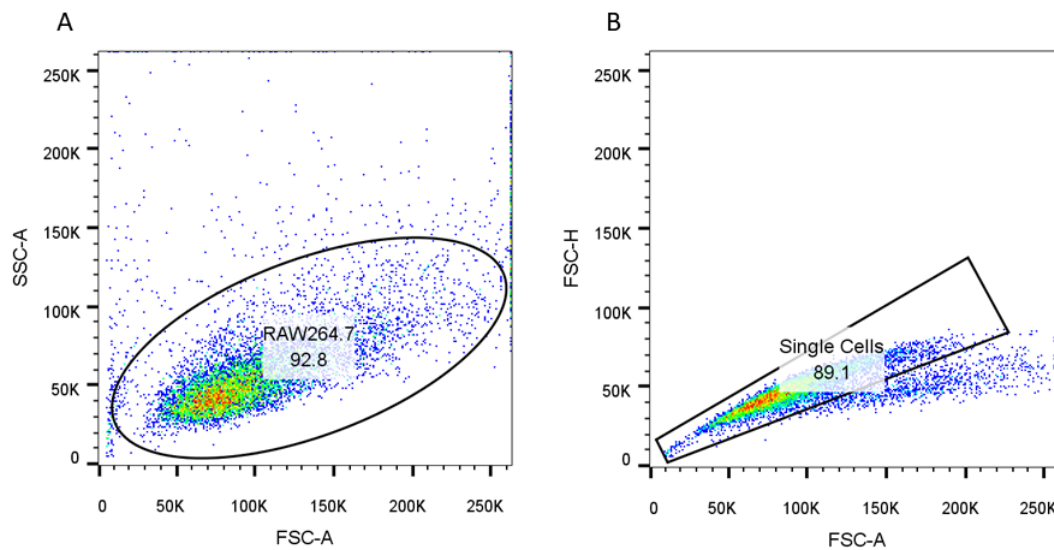 A
250K
200K
150K
100K
50K
0
SSC-A
RAW264.7
92.8
0 50K 100K 150K 200K 250K
FSC-A
B
250K
200K
150K
100K
50K
0
FSC-H
Single Cells
89.1
0 50K 100K 150K 200K 250K
FSC-A